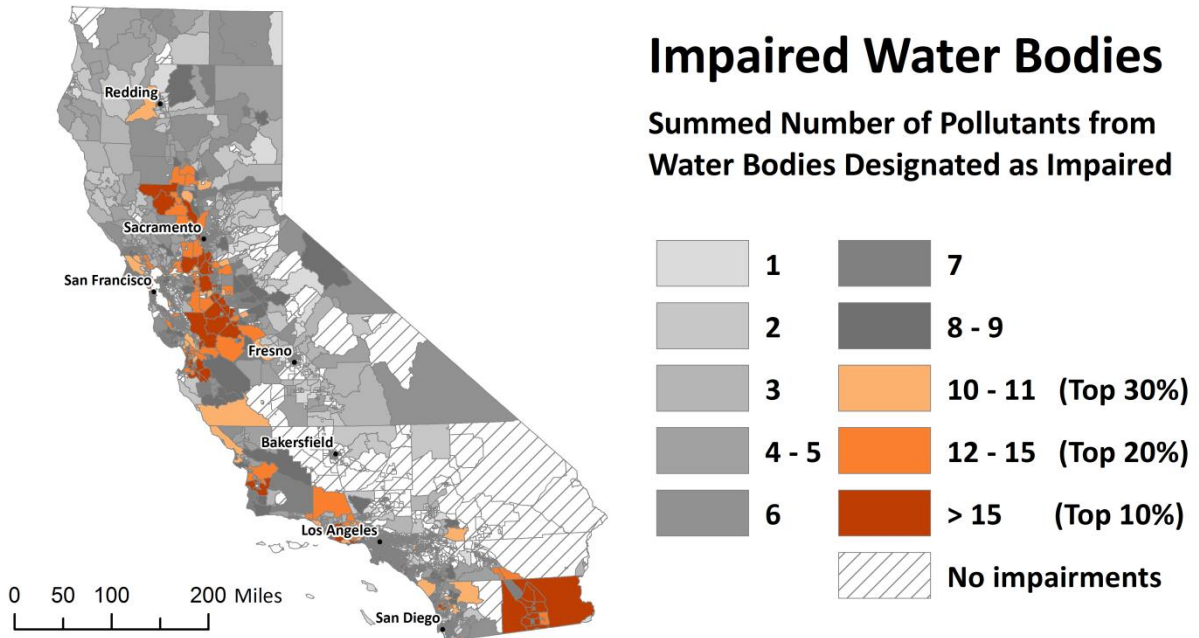 Impaired Water Bodies
Summed Number of Pollutants from
Water Bodies Designated as Impaired
1
2
3
4 - 5
6
7
8 - 9
10 - 11 (Top 30%)
12 - 15 (Top 20%)
> 15 (Top 10%)
No impairments
Redding
Sacramento
San Francisco
Fresno
Bakersfield
Los Angeles
San Diego
0 50 100 200 Miles